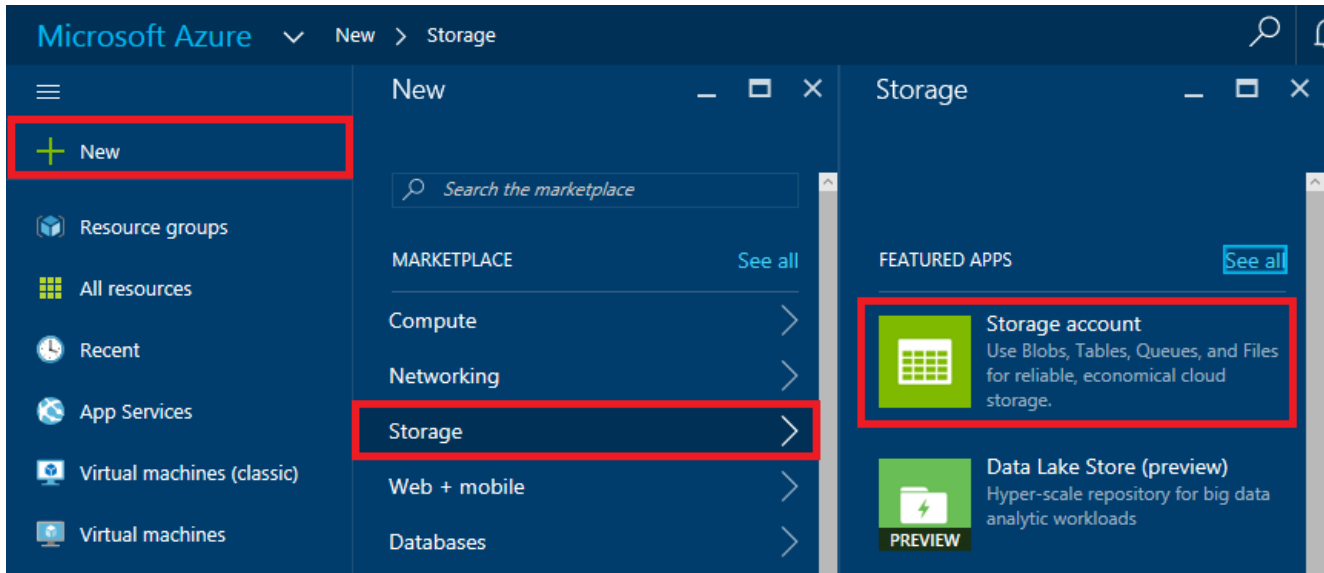 Microsoft Azure New > Storage
New
Resource groups
All resources
Recent
App Services
Virtual machines (classic)
Virtual machines
New
Search the marketplace
MARKETPLACE See all
Compute
Networking
Storage
Web + mobile
Databases
Storage
FEATURED APPS See all
Storage account
Use Blobs, Tables, Queues, and Files
for reliable, economical cloud
storage.
Data Lake Store (preview)
Hyper-scale repository for big data
analytic workloads
PREVIEW